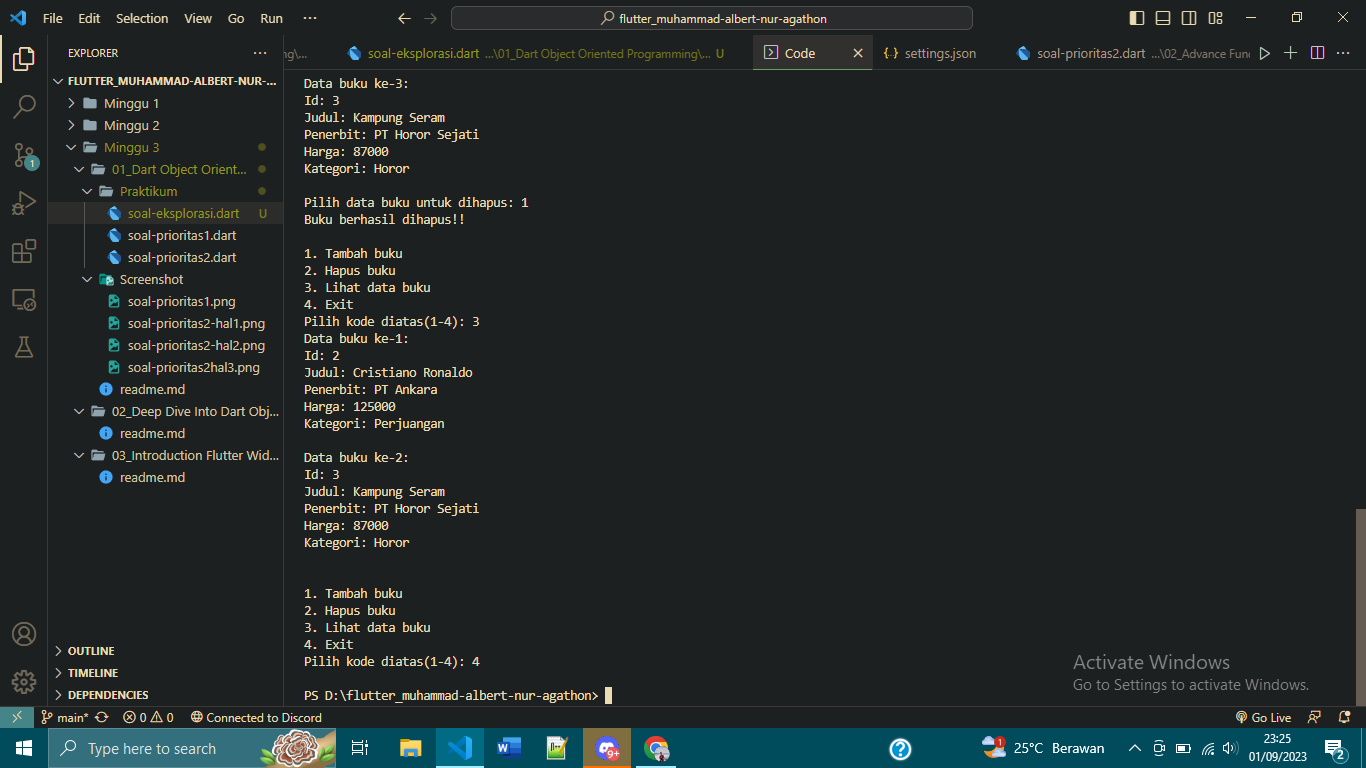 File Edit Selection View Go Run ···
flutter_muhammad-albert-nur-agathon
EXPLORER ···
FLUTTER_MUHAMMAD-ALBERT-NUR-...
Minggu 1
Minggu 2
Minggu 3
01_Dart Object Orient...
Praktikum
soal-eksplorasi.dart U
soal-prioritas1.dart
soal-prioritas2.dart
Screenshot
soal-prioritas1.png
soal-prioritas2-hal1.png
soal-prioritas2-hal2.png
soal-prioritas2hal3.png
readme.md
02_Deep Dive Into Dart Obj...
readme.md
03_Introduction Flutter Wid...
readme.md
OUTLINE
TIMELINE
DEPENDENCIES
ng\... soal-eksplorasi.dart ...\01_Dart Object Oriented Programming\... U Code settings.json soal-prioritas2.dart ...\02_Advance Func
Data buku ke-3:
Id: 3
Judul: Kampung Seram
Penerbit: PT Horor Sejati
Harga: 87000
Kategori: Horor
Pilih data buku untuk dihapus: 1
Buku berhasil dihapus!!
1. Tambah buku
2. Hapus buku
3. Lihat data buku
4. Exit
Pilih kode diatas(1-4): 3
Data buku ke-1:
Id: 2
Judul: Cristiano Ronaldo
Penerbit: PT Ankara
Harga: 125000
Kategori: Perjuangan
Data buku ke-2:
Id: 3
Judul: Kampung Seram
Penerbit: PT Horor Sejati
Harga: 87000
Kategori: Horor
1. Tambah buku
2. Hapus buku
3. Lihat data buku
4. Exit
Pilih kode diatas(1-4): 4
PS D:\flutter_muhammad-albert-nur-agathon>
Activate Windows
Go to Settings to activate Windows.
1
main* 0 0 Connected to Discord Go Live
Type here to search
9+
1 25°C Berawan
23:25
01/09/2023
2